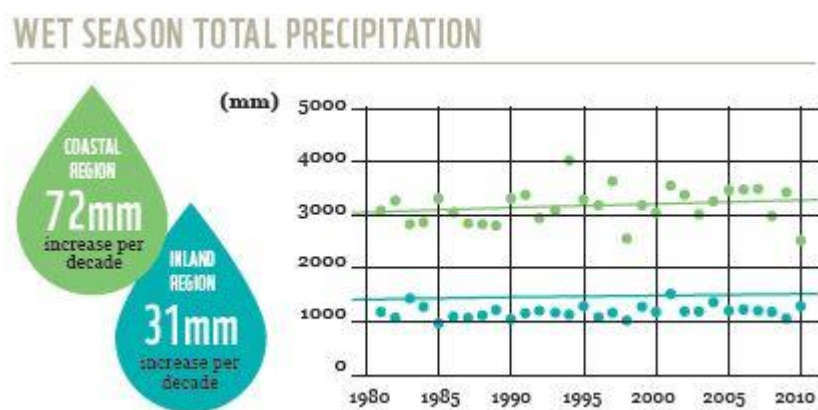 WET SEASON TOTAL PRECIPITATION
COASTAL
REGION
72mm
increase per
decade
INLAND
REGION
31mm
increase per
decade
(mm)
5000
4000
3000
2000
1000
0
1980 1985 1990 1995 2000 2005 2010